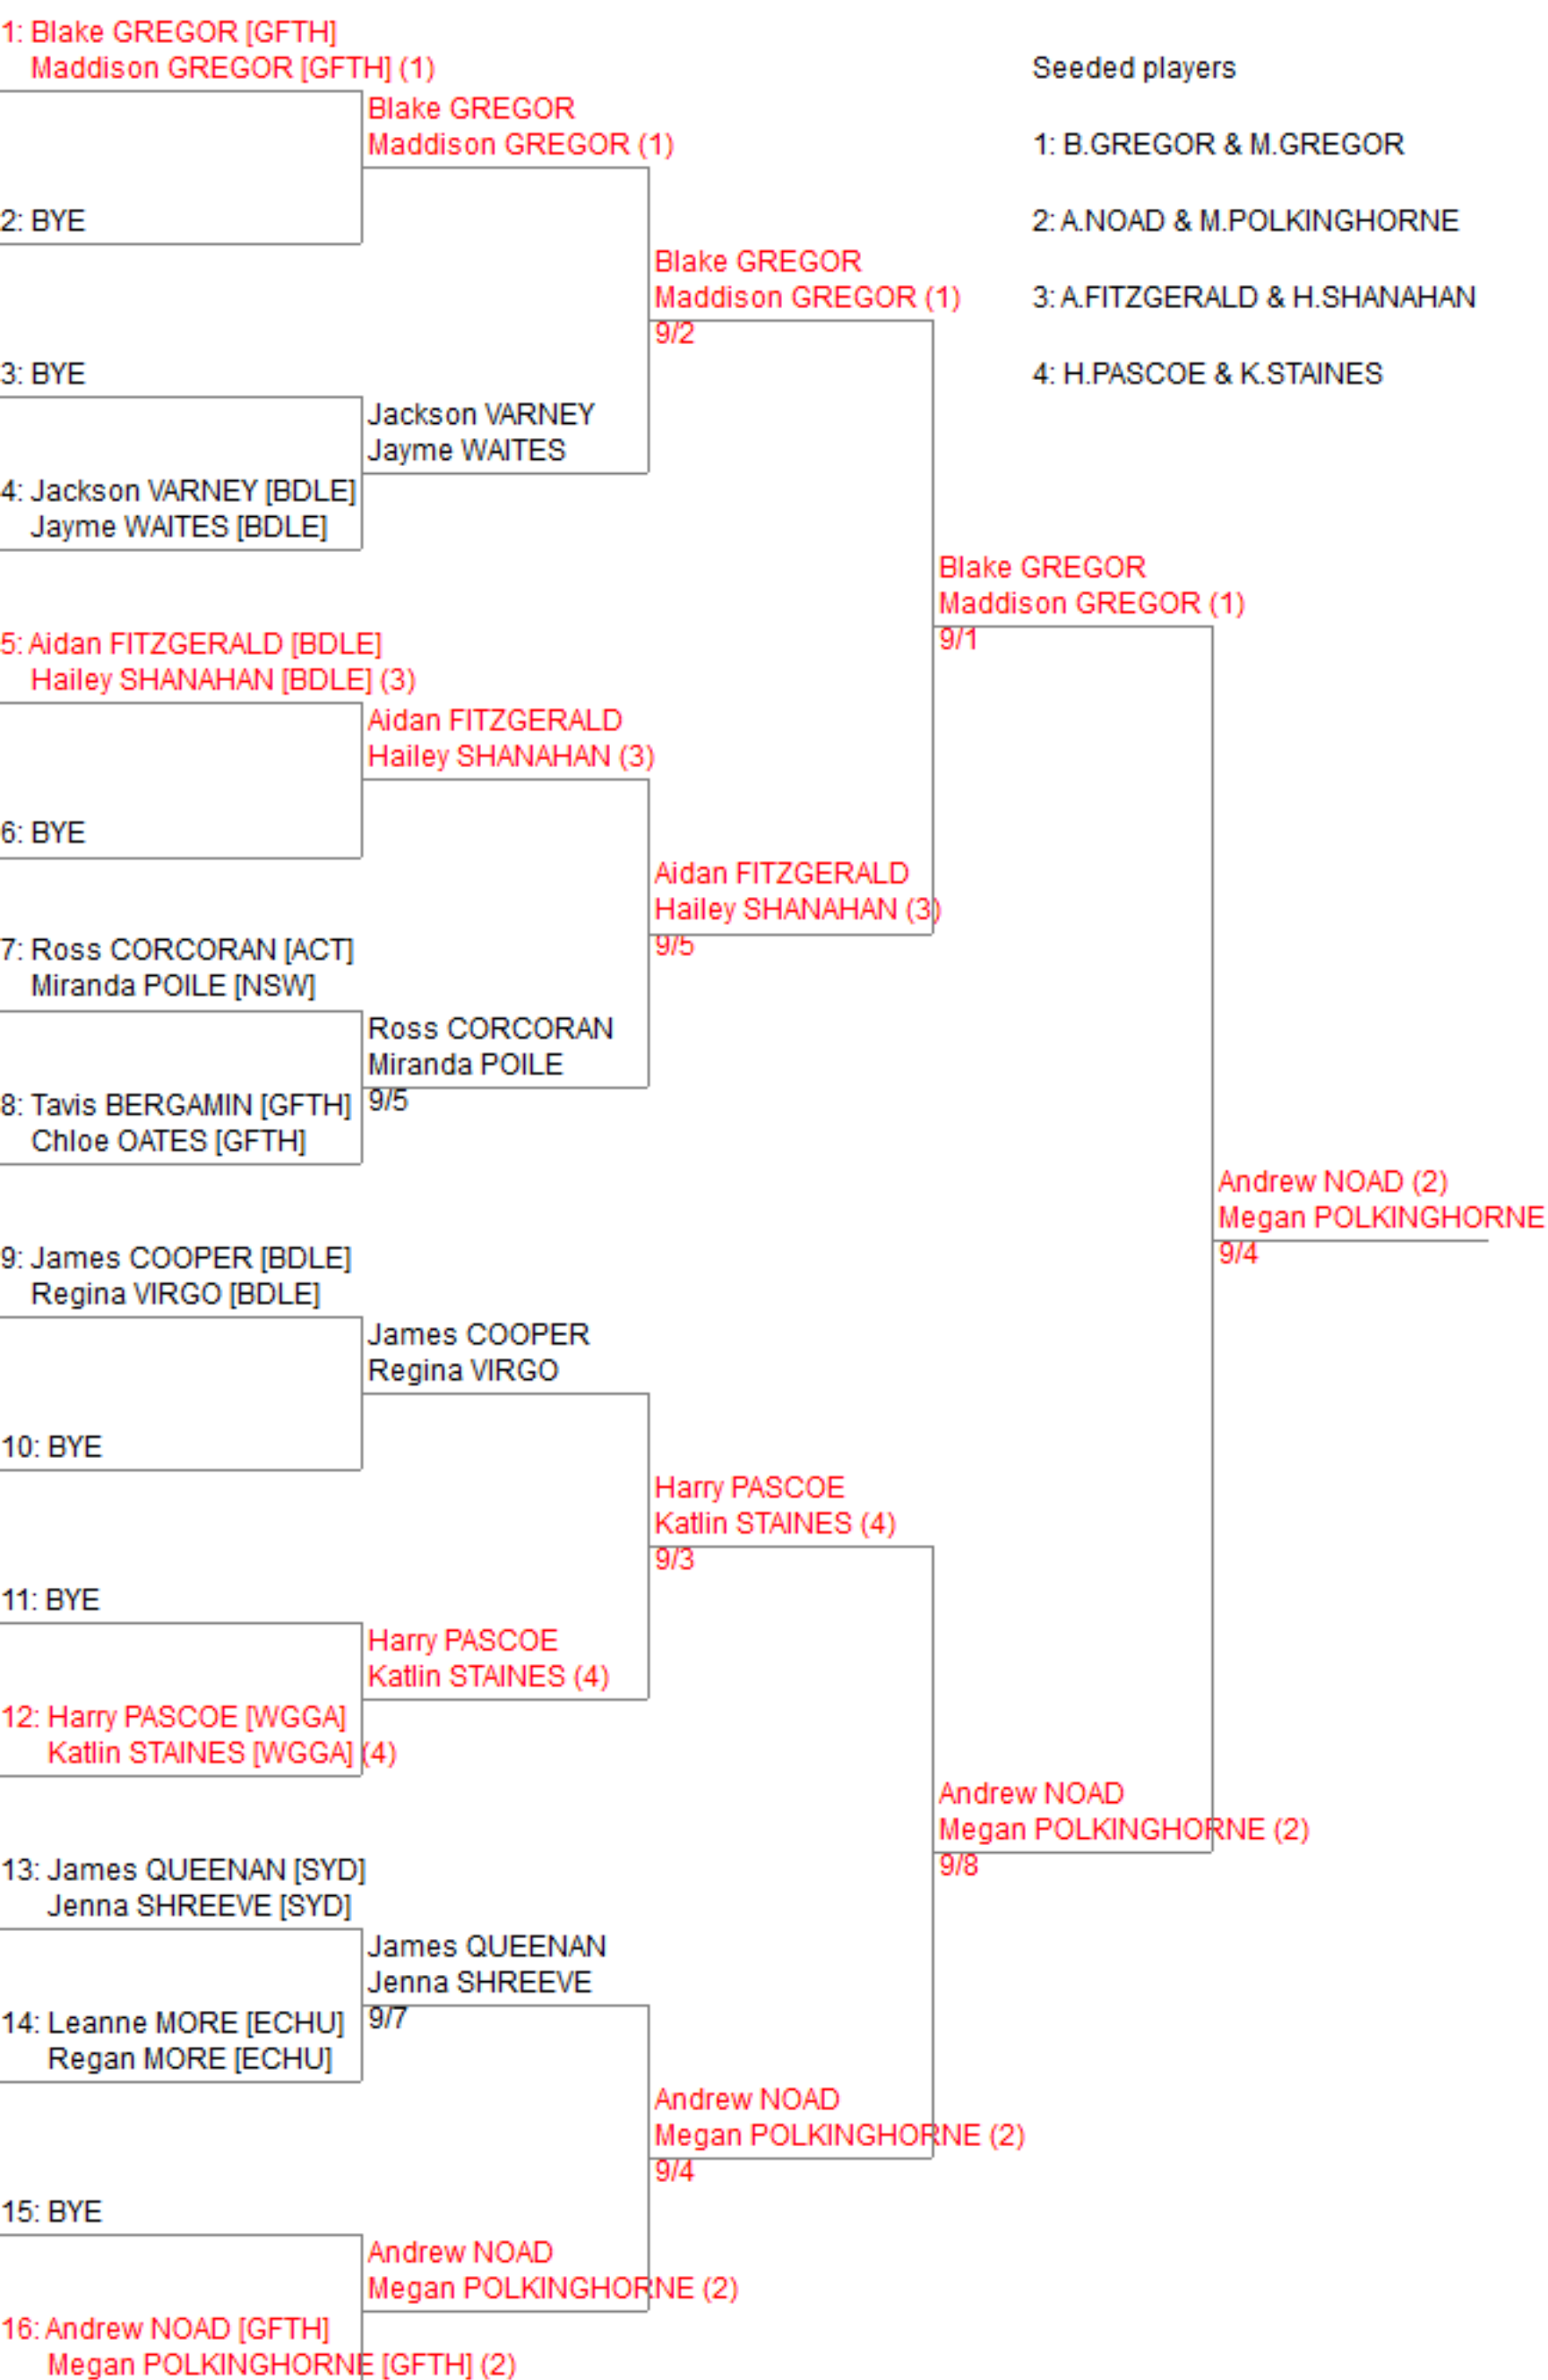 1: Blake GREGOR [GFTH]
Maddison GREGOR [GFTH] (1)
2: BYE
3: BYE
4: Jackson VARNEY [BDLE]
Jayme WAITES [BDLE]
5: Aidan FITZGERALD [BDLE]
Hailey SHANAHAN [BDLE] (3)
6: BYE
7: Ross CORCORAN [ACT]
Miranda POILE [NSW]
8: Tavis BERGAMIN [GFTH]
Chloe OATES [GFTH]
9: James COOPER [BDLE]
Regina VIRGO [BDLE]
10: BYE
11: BYE
12: Harry PASCOE [WGGA]
Katlin STAINES [WGGA] (4)
13: James QUEENAN [SYD]
Jenna SHREEVE [SYD]
14: Leanne MORE [ECHU]
Regan MORE [ECHU]
15: BYE
16: Andrew NOAD [GFTH]
Megan POLKINGHORNE [GFTH] (2)
Blake GREGOR
Maddison GREGOR (1)
Jackson VARNEY
Jayme WAITES
Aidan FITZGERALD
Hailey SHANAHAN (3)
Ross CORCORAN
Miranda POILE
9/5
James COOPER
Regina VIRGO
Harry PASCOE
Katlin STAINES (4)
James QUEENAN
Jenna SHREEVE
9/7
Andrew NOAD
Megan POLKINGHORNE (2)
Blake GREGOR
Maddison GREGOR (1)
9/2
Aidan FITZGERALD
Hailey SHANAHAN (3)
9/5
Harry PASCOE
Katlin STAINES (4)
9/3
Andrew NOAD
Megan POLKINGHORNE (2)
9/4
Blake GREGOR
Maddison GREGOR (1)
9/1
Andrew NOAD
Megan POLKINGHORNE (2)
9/8
Andrew NOAD (2)
Megan POLKINGHORNE
9/4
Seeded players
1: B.GREGOR & M.GREGOR
2: A.NOAD & M.POLKINGHORNE
3: A.FITZGERALD & H.SHANAHAN
4: H.PASCOE & K.STAINES